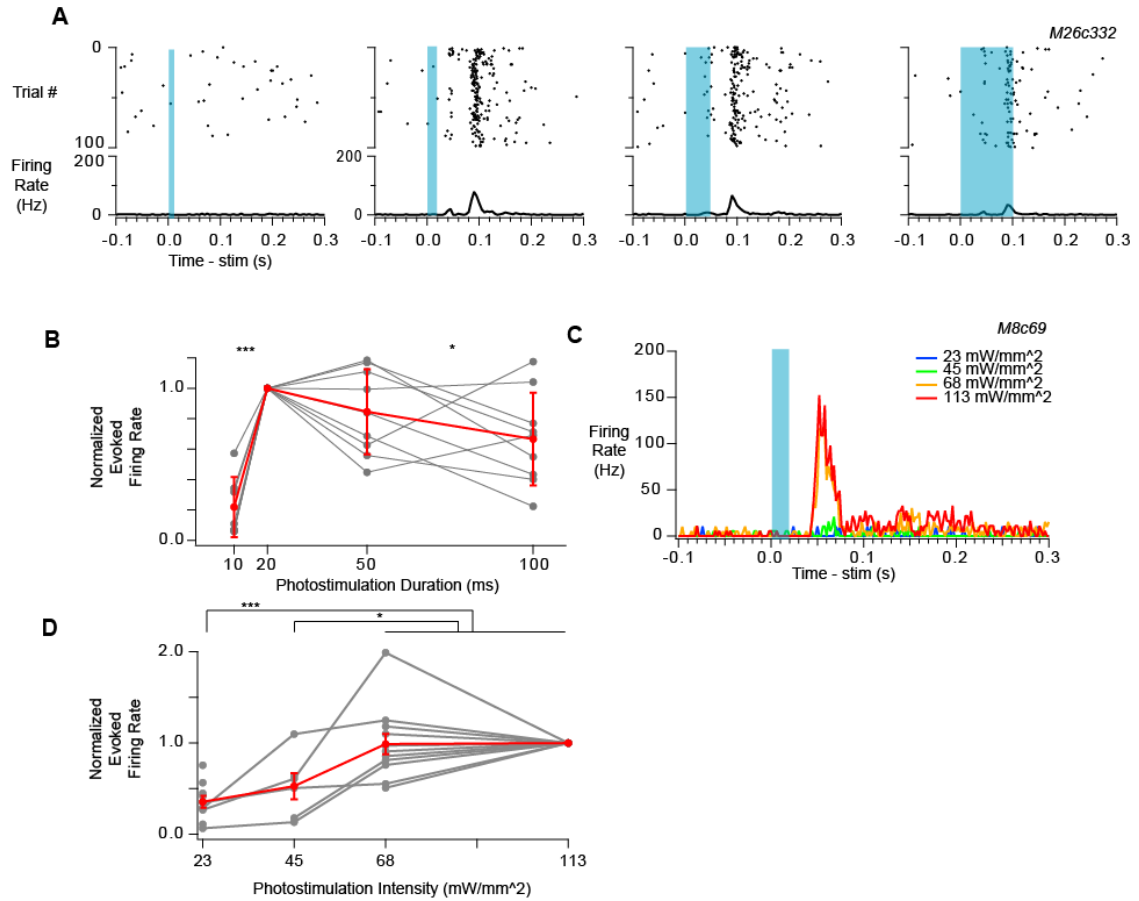 A
M26c332
0
Trial #
100
200
Firing
Rate
(Hz)
0
-0.1 0.0 0.1 0.2 0.3
Time - stim (s)
200
0
-0.1 0.0 0.1 0.2 0.3
200
0
-0.1 0.0 0.1 0.2 0.3
200
0
-0.1 0.0 0.1 0.2 0.3
B
*** *
1.0
0.0
Normalized
Evoked
Firing Rate
10 20 50 100
Photostimulation Duration (ms)
C
M8c69
200
150
100
50
0
Firing
Rate
(Hz)
23 mW/mm^2
45 mW/mm^2
68 mW/mm^2
113 mW/mm^2
-0.1 0.0 0.1 0.2 0.3
Time - stim (s)
D
***
*
2.0
1.0
0.0
Normalized
Evoked
Firing Rate
23 45 68 113
Photostimulation Intensity (mW/mm^2)